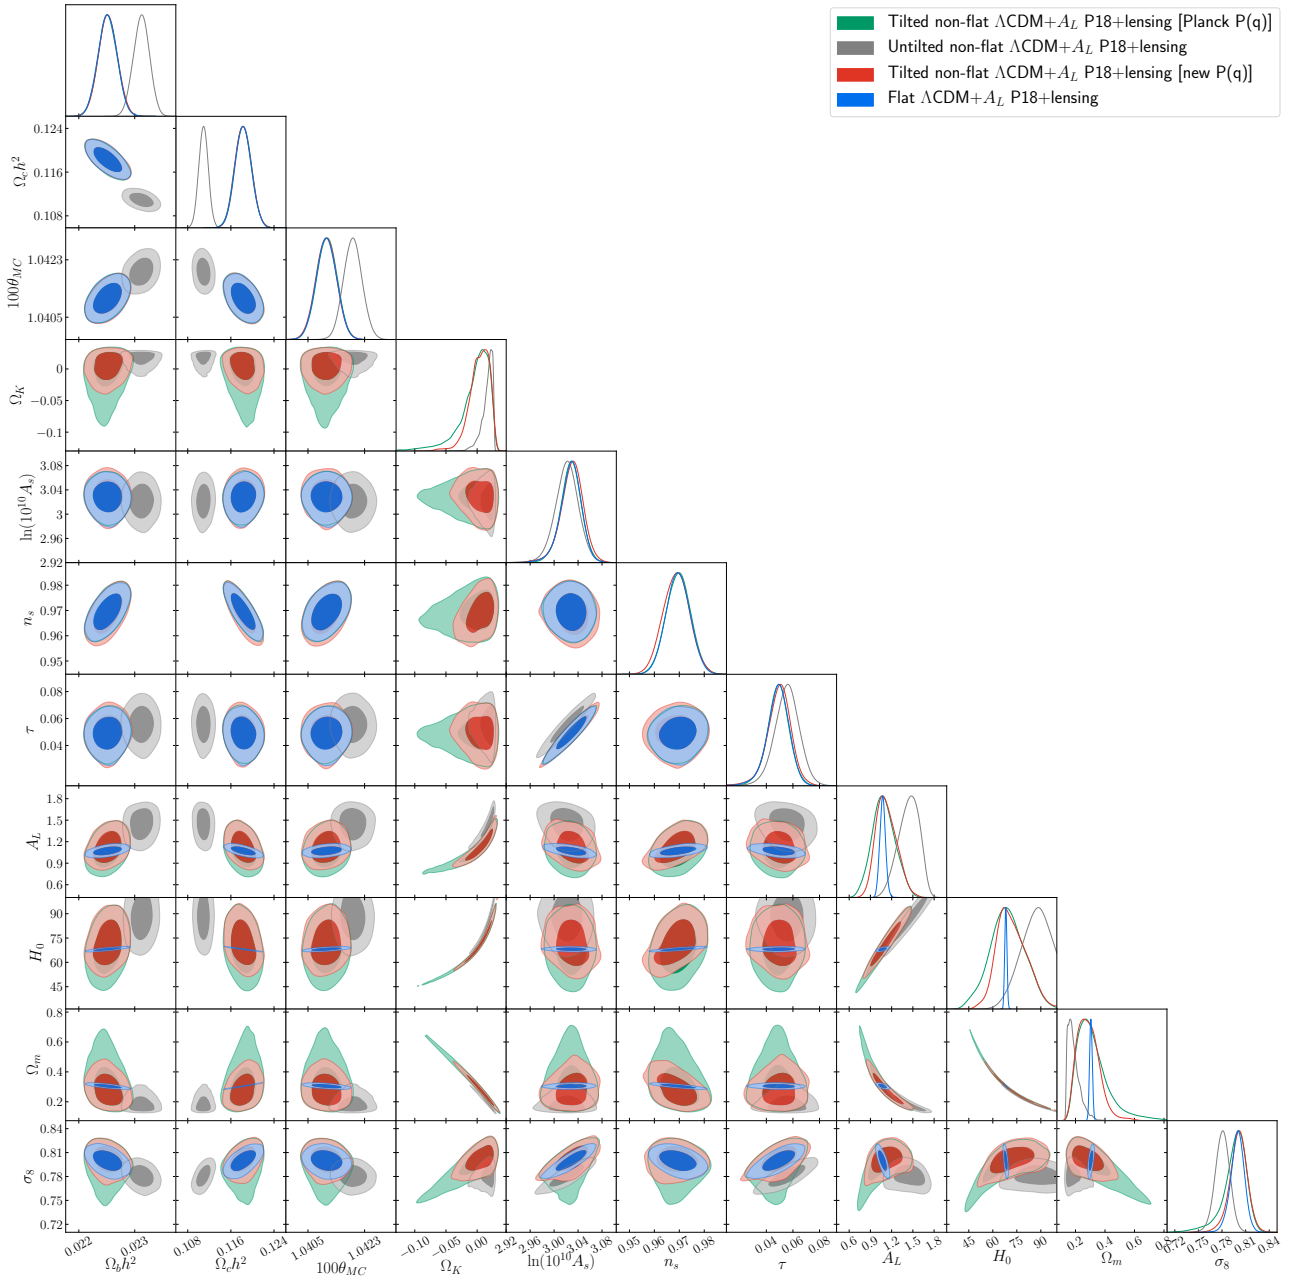 Tilted non-flat ΛCDM+A_L P18+lensing [Planck P(q)]
Untilted non-flat ΛCDM+A_L P18+lensing
Tilted non-flat ΛCDM+A_L P18+lensing [new P(q)]
Flat ΛCDM+A_L P18+lensing
0.124
0.116
0.108
Ω_c h²
1.0423
1.0405
100θ_MC
0
−0.05
−0.1
Ω_K
3.08
3.04
3
2.96
2.92
ln(10¹⁰A_s)
0.98
0.97
0.96
0.95
n_s
0.08
0.06
0.04
τ
1.8
1.5
1.2
0.9
0.6
A_L
90
75
60
45
H_0
0.8
0.6
0.4
0.2
Ω_m
0.84
0.81
0.78
0.75
0.72
σ_8
0.022 0.023 0.108 0.116 0.124 1.0405 1.0423 −0.10 −0.05 0.00 2.92 2.96 3.00 3.04 3.08 0.95 0.96 0.97 0.98 0.04 0.06 0.08 0.6 0.9 1.2 1.5 1.8 45 60 75 90 0.2 0.4 0.6 0.8 0.72 0.75 0.78 0.81 0.84
Ω_b h² Ω_c h² 100θ_MC Ω_K ln(10¹⁰A_s) n_s τ A_L H_0 Ω_m σ_8